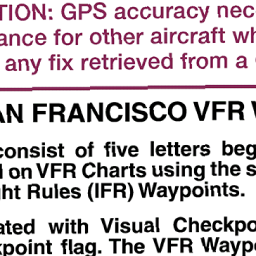 TION: GPS accuracy nec
ance for other aircraft wh
any fix retrieved from a
AN FRANCISCO VFR
consist of five letters beg
on VFR Charts using the s
ht Rules (IFR) Waypoints.
ated with Visual Checkpo
kpoint flag. The VFR Wayp